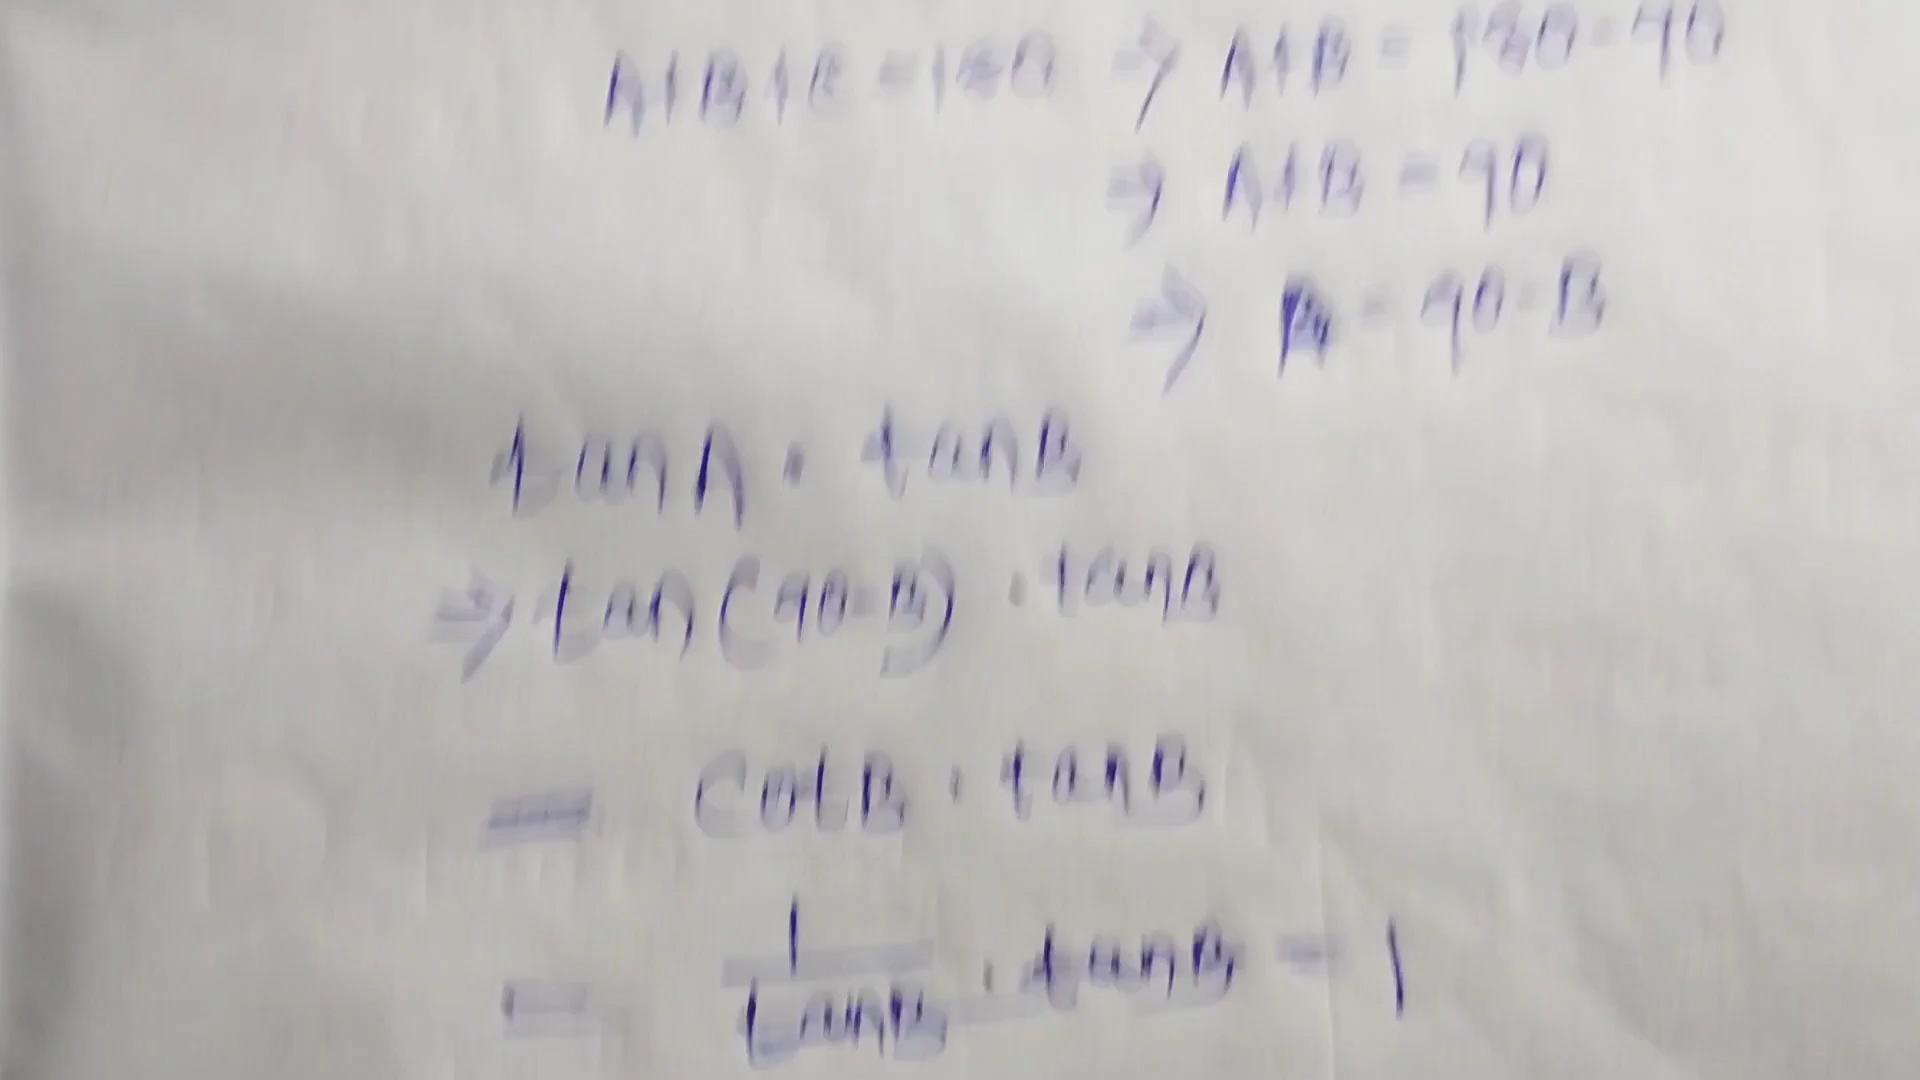 A+B+C = 180 ⇒ A+B = 180-90
⇒ A+B = 90
⇒ A = 90-B
tanA . tanB
⇒ tan(90-B) . tanB
= cotB . tanB
= 1/tanB . tanB = 1